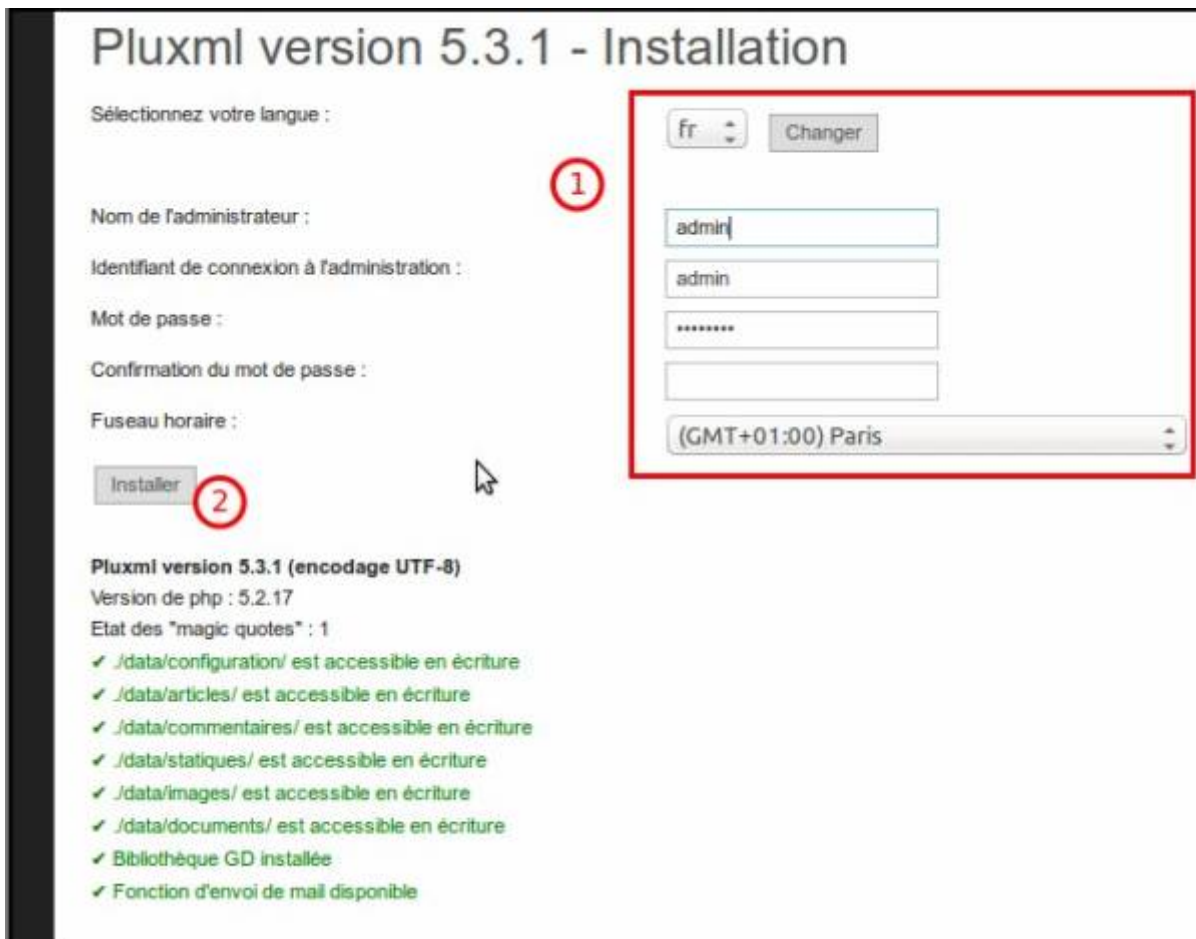 Pluxml version 5.3.1 - Installation
Sélectionnez votre langue :
fr
Changer
1
Nom de l'administrateur :
admin
Identifiant de connexion à l'administration :
admin
Mot de passe :
••••••••
Confirmation du mot de passe :
Fuseau horaire :
(GMT+01:00) Paris
Installer
2
Pluxml version 5.3.1 (encodage UTF-8)
Version de php : 5.2.17
Etat des "magic quotes" : 1
✔ ./data/configuration/ est accessible en écriture
✔ ./data/articles/ est accessible en écriture
✔ ./data/commentaires/ est accessible en écriture
✔ ./data/statiques/ est accessible en écriture
✔ ./data/images/ est accessible en écriture
✔ ./data/documents/ est accessible en écriture
✔ Bibliothèque GD installée
✔ Fonction d'envoi de mail disponible